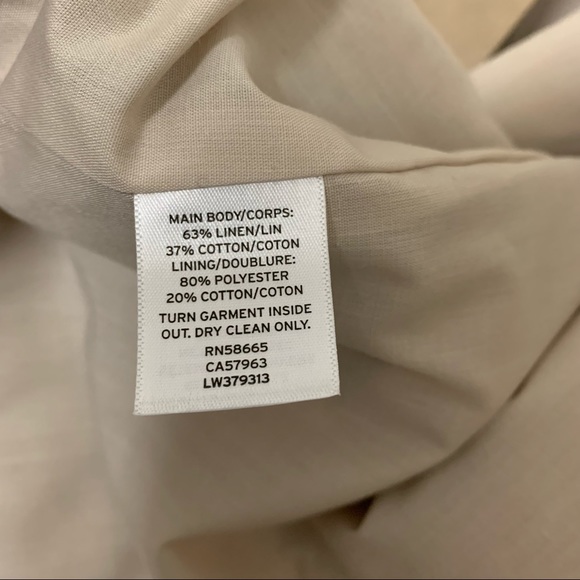 MAIN BODY/CORPS:
63% LINEN/LIN
37% COTTON/COTON
LINING/DOUBLURE:
80% POLYESTER
20% COTTON/COTON
TURN GARMENT INSIDE
OUT. DRY CLEAN ONLY.
RN58665
CA57963
LW379313